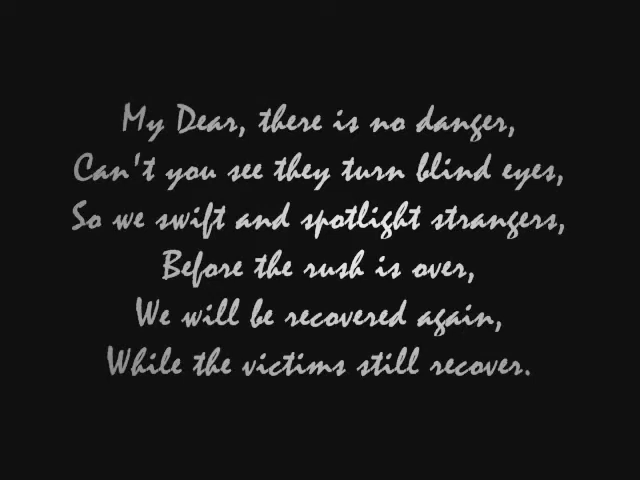 My Dear, there is no danger,
Can't you see they turn blind eyes,
So we swift and spotlight strangers,
Before the rush is over,
We will be recovered again,
While the victims still recover.